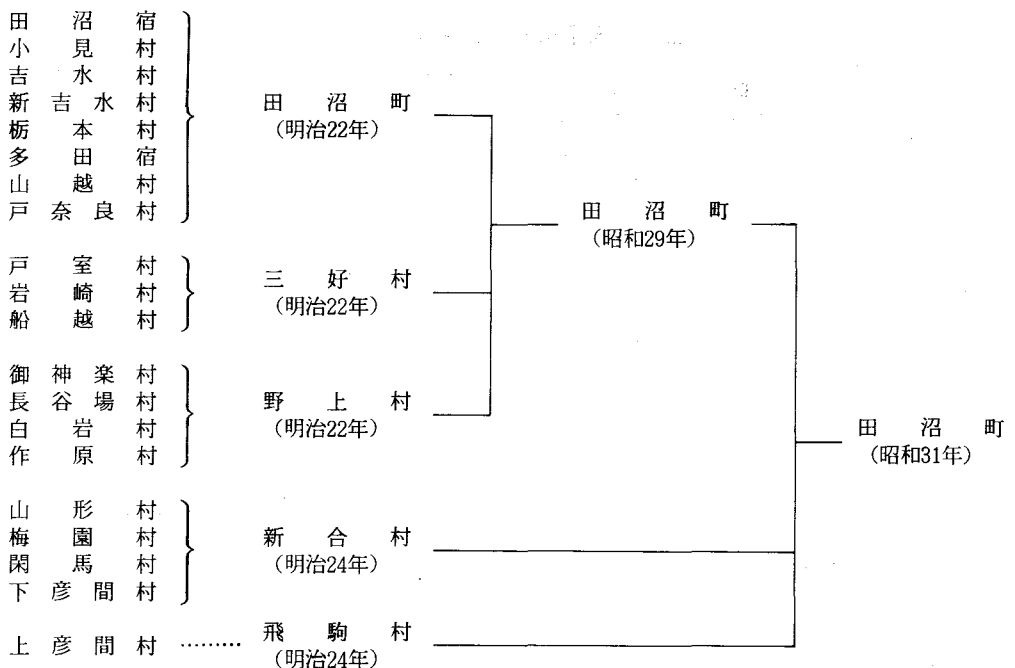 田沼宿
小見村
吉水村
新吉水村
栃本村
多田宿
山越村
戸奈良村
田沼町
(明治22年)
戸室村
岩崎村
船越村
三好村
(明治22年)
田沼町
(昭和29年)
御神楽村
長谷場村
白岩村
作原村
野上村
(明治22年)
田沼町
(昭和31年)
山形村
梅園村
閑馬村
下彦間村
新合村
(明治24年)
上彦間村 ……… 飛駒村
(明治24年)